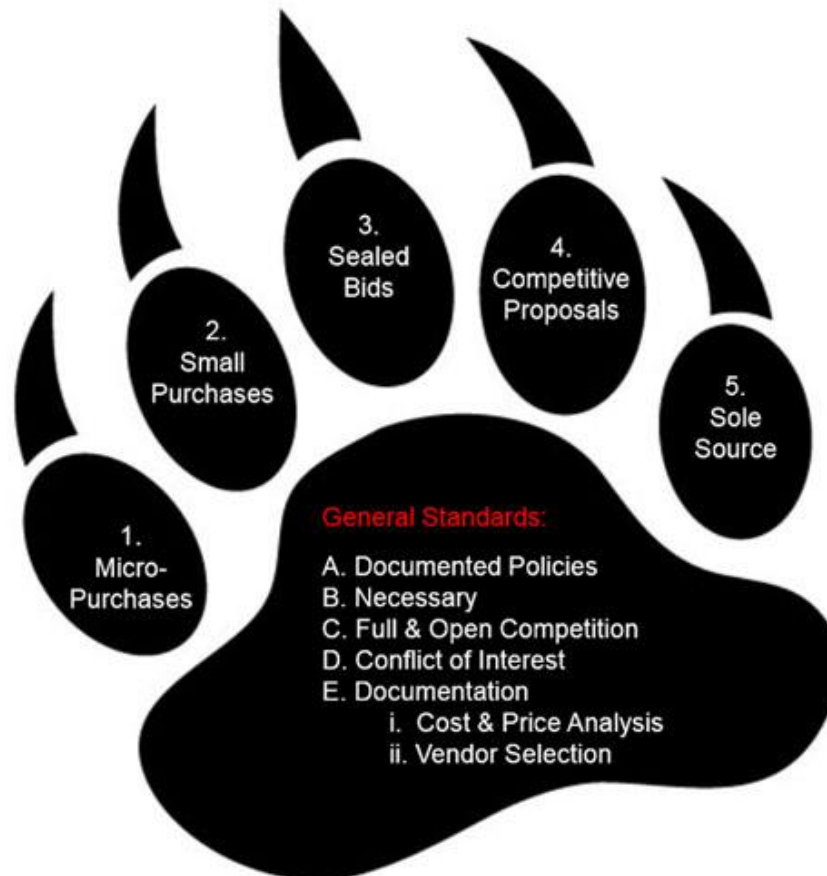 1.
Micro-
Purchases
2.
Small
Purchases
3.
Sealed
Bids
4.
Competitive
Proposals
5.
Sole
Source
General Standards:
A. Documented Policies
B. Necessary
C. Full & Open Competition
D. Conflict of Interest
E. Documentation
i. Cost & Price Analysis
ii. Vendor Selection